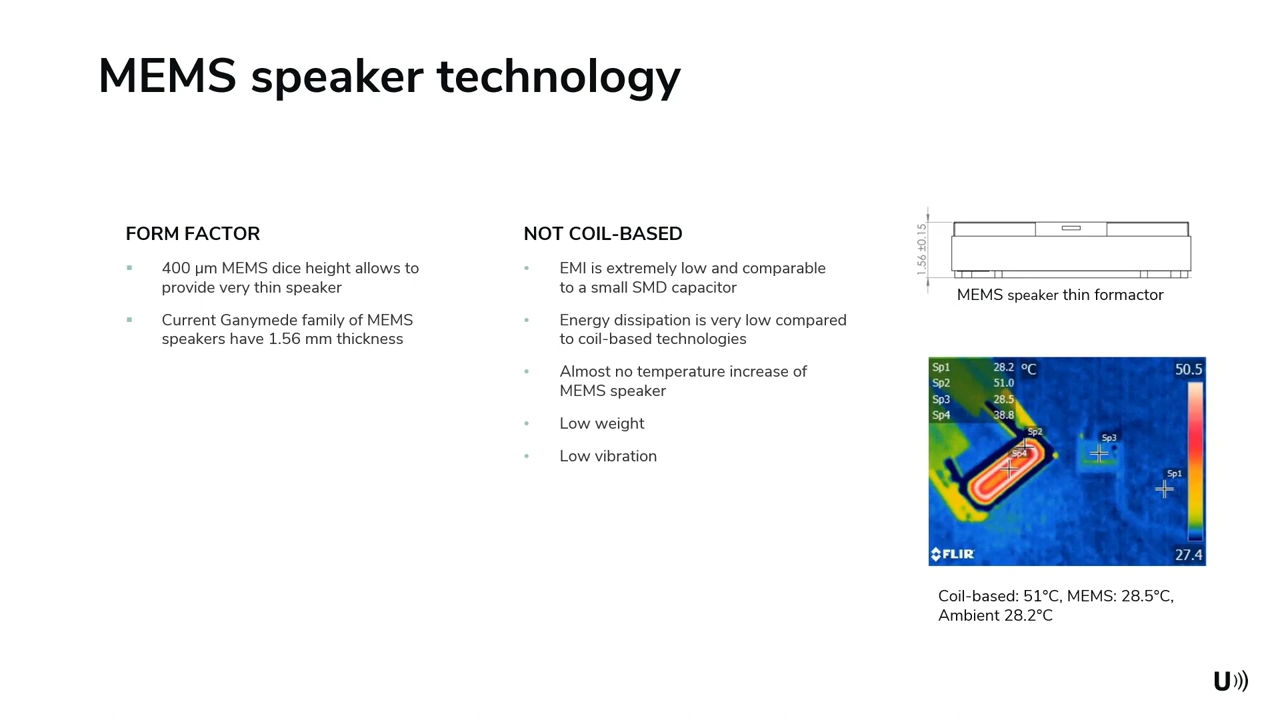 MEMS speaker technology
FORM FACTOR
▪ 400 µm MEMS dice height allows to
provide very thin speaker
▪ Current Ganymede family of MEMS
speakers have 1.56 mm thickness
NOT COIL-BASED
• EMI is extremely low and comparable
to a small SMD capacitor
• Energy dissipation is very low compared
to coil-based technologies
• Almost no temperature increase of
MEMS speaker
• Low weight
• Low vibration
1.56 ±0.15
MEMS speaker thin formactor
Sp1 28.2 °C
Sp2 51.0
Sp3 28.5
Sp4 38.8
50.5
Sp2
Sp4
Sp3
Sp1
FLIR
27.4
Coil-based: 51°C, MEMS: 28.5°C,
Ambient 28.2°C
U